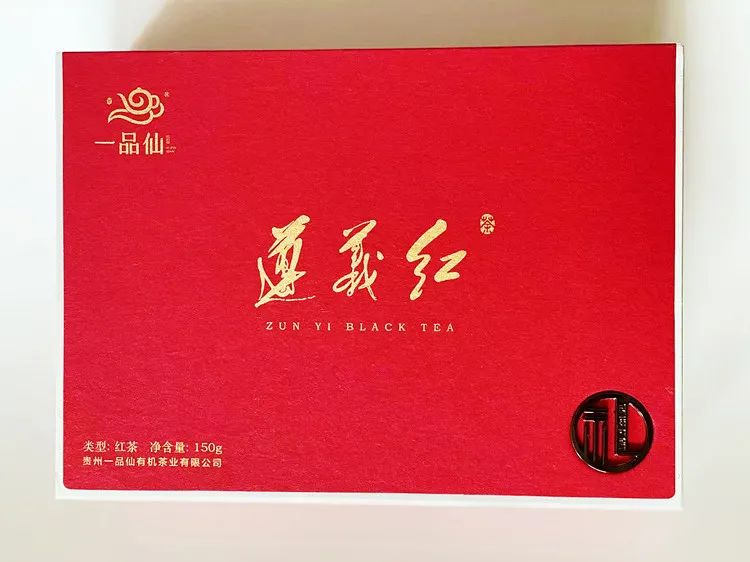 一品仙
遵義红
茶
ZUN YI BLACK TEA
礼
类型: 红茶 净含量: 150g
贵州一品仙有机茶业有限公司